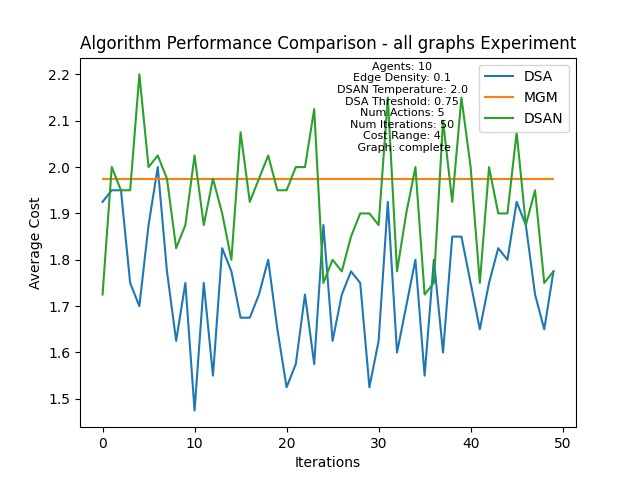 Algorithm Performance Comparison - all graphs Experiment
Agents: 10
Edge Density: 0.1
DSAN Temperature: 2.0
DSA Threshold: 0.75
Num Actions: 5
Num Iterations: 50
Cost Range: 4
Graph: complete
DSA
MGM
DSAN
Average Cost
2.2
2.1
2.0
1.9
1.8
1.7
1.6
1.5
0
10
20
30
40
50
Iterations